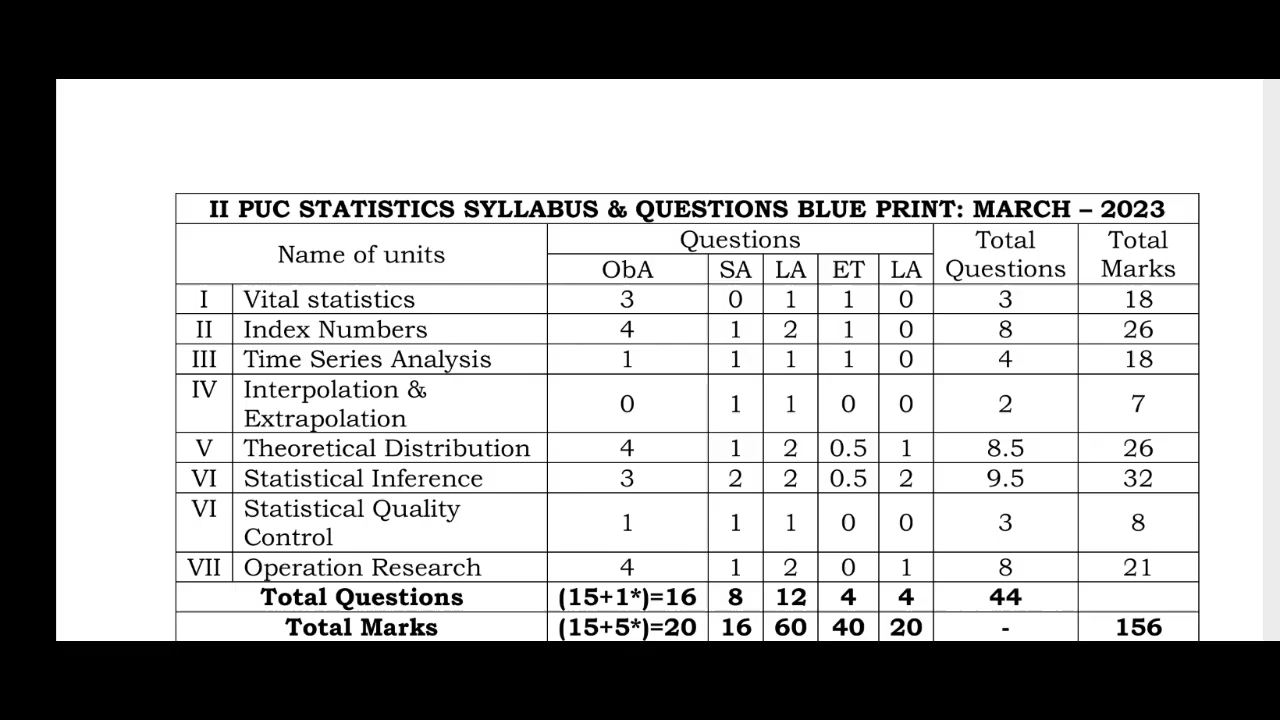 II PUC STATISTICS SYLLABUS & QUESTIONS BLUE PRINT: MARCH – 2023
Name of units Questions Total Questions Total Marks
ObA SA LA ET LA
I Vital statistics 3 0 1 1 0 3 18
II Index Numbers 4 1 2 1 0 8 26
III Time Series Analysis 1 1 1 1 0 4 18
IV Interpolation & Extrapolation 0 1 1 0 0 2 7
V Theoretical Distribution 4 1 2 0.5 1 8.5 26
VI Statistical Inference 3 2 2 0.5 2 9.5 32
VI Statistical Quality Control 1 1 1 0 0 3 8
VII Operation Research 4 1 2 0 1 8 21
Total Questions (15+1*)=16 8 12 4 4 44
Total Marks (15+5*)=20 16 60 40 20 - 156